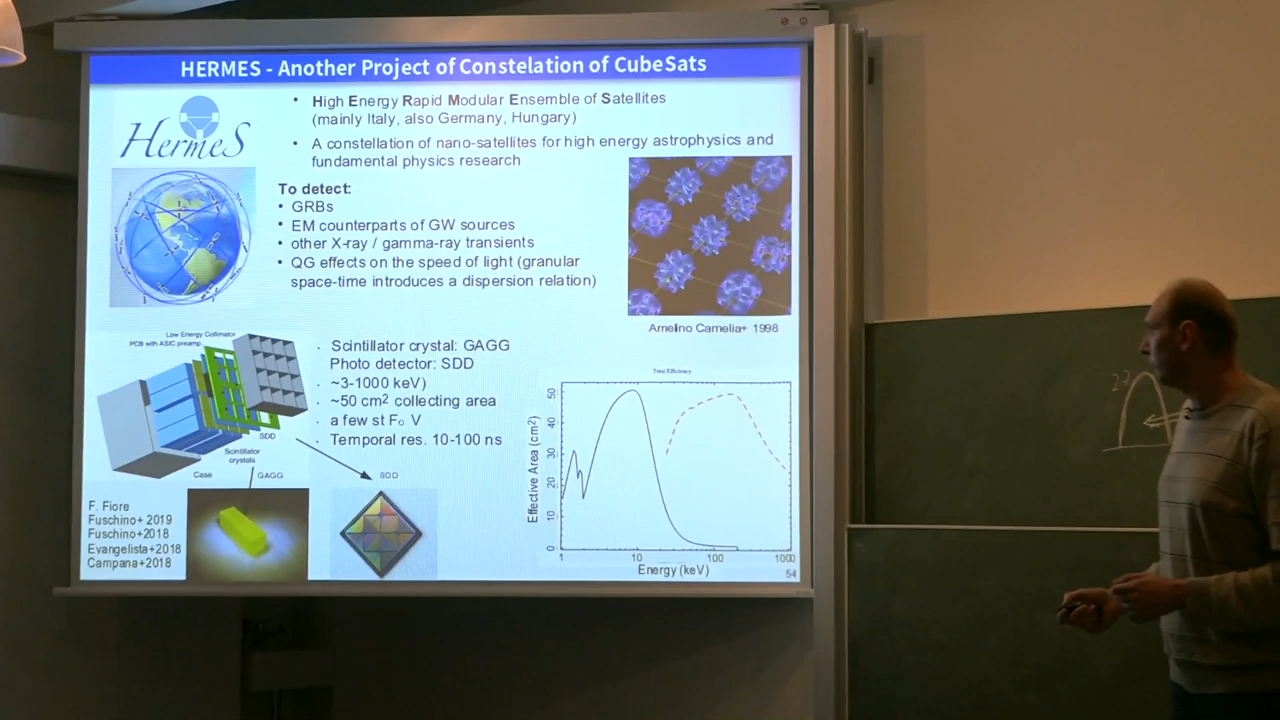 HERMES - Another Project of Constelation of CubeSats
HermeS
• High Energy Rapid Modular Ensemble of Satellites
(mainly Italy, also Germany, Hungary)
• A constellation of nano-satellites for high energy astrophysics and
fundamental physics research
To detect:
• GRBs
• EM counterparts of GW sources
• other X-ray / gamma-ray transients
• QG effects on the speed of light (granular
space-time introduces a dispersion relation)
Amelino Camelia+ 1998
Low Energy Collimator
PCB with ASIC preamp
SDD
Scintillator
crystals
Case
GAGG
SDD
· Scintillator crystal: GAGG
Photo detector: SDD
· ~3-1000 keV)
· ~50 cm² collecting area
· a few st FoV
· Temporal res. 10-100 ns
F. Fiore
Fuschino+ 2019
Fuschino+2018
Evangelista+2018
Campana+2018
Total Efficiency
Effective Area (cm²)
50
40
30
20
10
0
1
10
100
1000
Energy (keV)
54